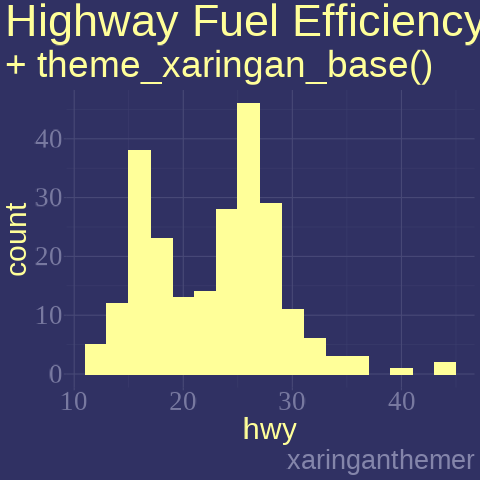 Highway Fuel Efficiency
+ theme_xaringan_base()
40
30
20
10
0
count
10 20 30 40
hwy
xaringanthemer